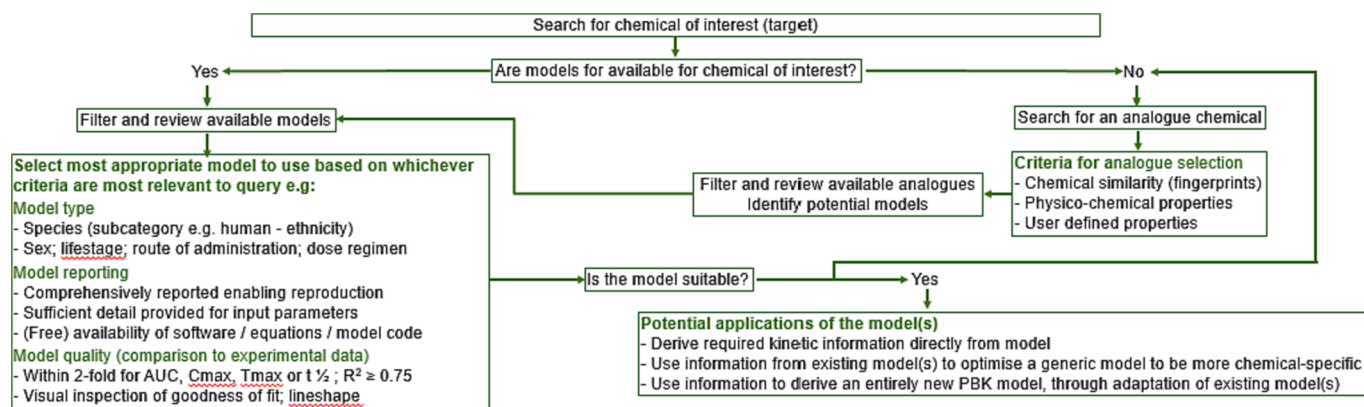 Search for chemical of interest (target)
Are models for available for chemical of interest?
Yes
No
Filter and review available models
Search for an analogue chemical
Select most appropriate model to use based on whichever
criteria are most relevant to query e.g:
Model type
- Species (subcategory e.g. human - ethnicity)
- Sex; lifestage; route of administration; dose regimen
Model reporting
- Comprehensively reported enabling reproduction
- Sufficient detail provided for input parameters
- (Free) availability of software / equations / model code
Model quality (comparison to experimental data)
- Within 2-fold for AUC, Cmax, Tmax or t ½ ; R² ≥ 0.75
- Visual inspection of goodness of fit; lineshape
Criteria for analogue selection
- Chemical similarity (fingerprints)
- Physico-chemical properties
- User defined properties
Filter and review available analogues
Identify potential models
Is the model suitable?
Yes
Potential applications of the model(s)
- Derive required kinetic information directly from model
- Use information from existing model(s) to optimise a generic model to be more chemical-specific
- Use information to derive an entirely new PBK model, through adaptation of existing model(s)